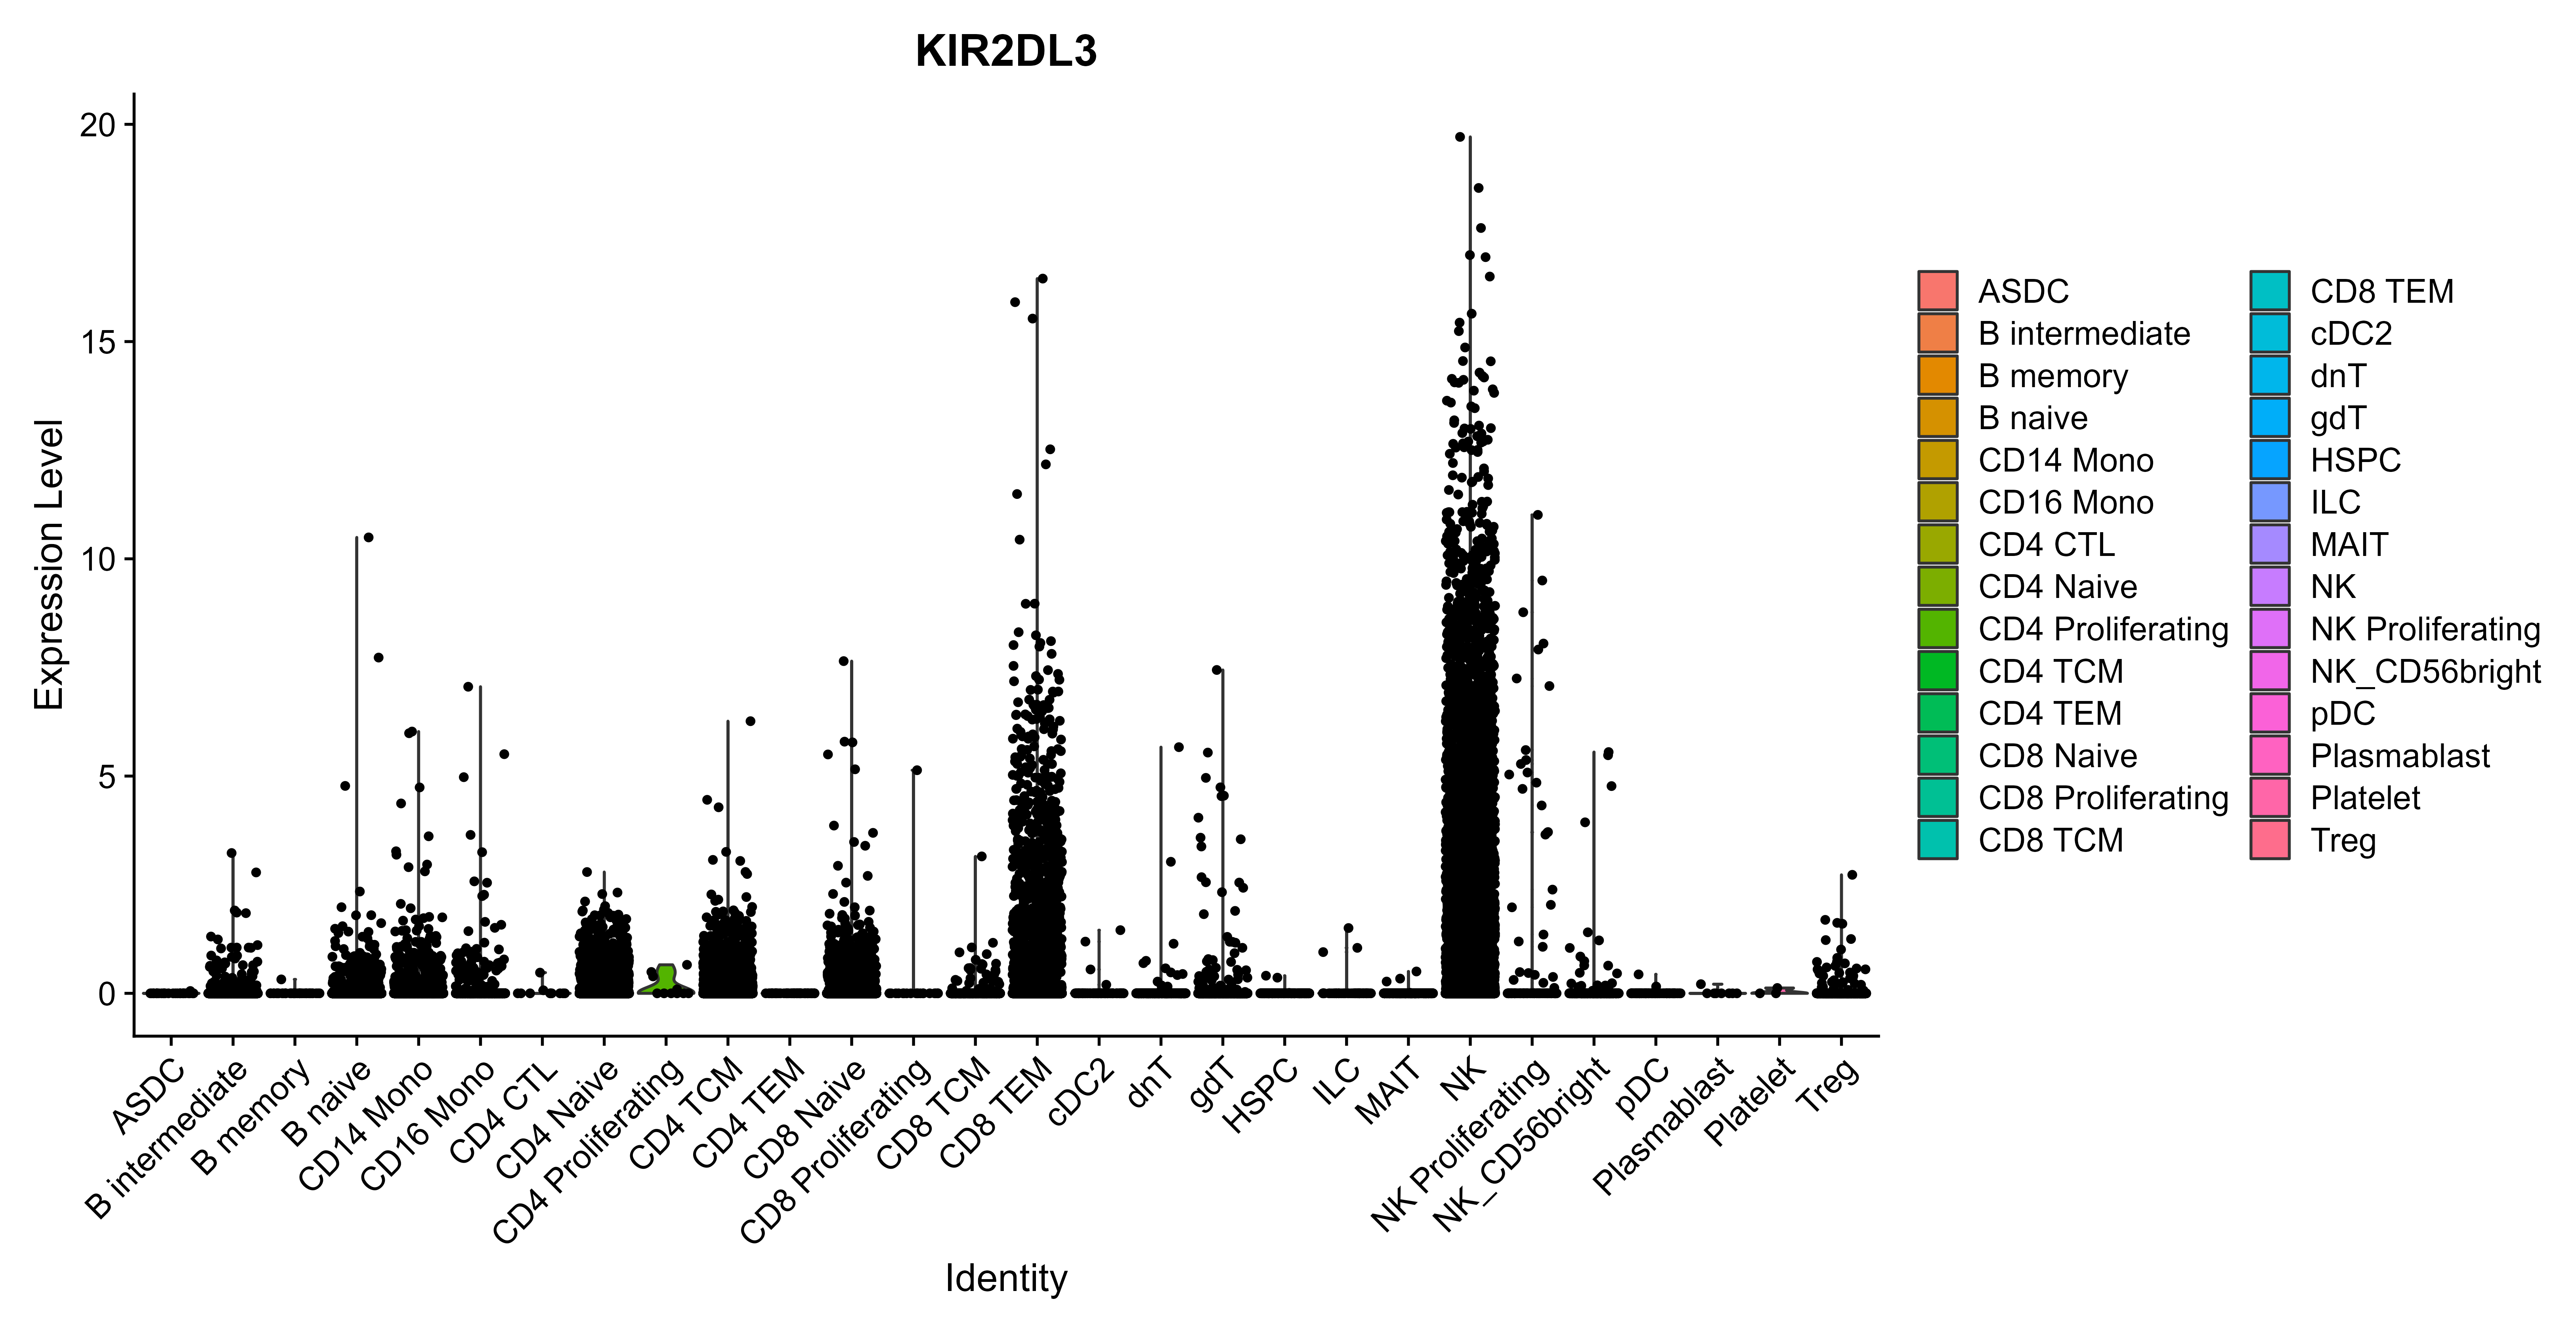 KIR2DL3
Expression Level
20
15
10
5
0
ASDC
B intermediate
B memory
B naive
CD14 Mono
CD16 Mono
CD4 CTL
CD4 Naive
CD4 Proliferating
CD4 TCM
CD4 TEM
CD8 Naive
CD8 Proliferating
CD8 TCM
CD8 TEM
cDC2
dnT
gdT
HSPC
ILC
MAIT
NK
NK Proliferating
NK_CD56bright
pDC
Plasmablast
Platelet
Treg
Identity
ASDC
B intermediate
B memory
B naive
CD14 Mono
CD16 Mono
CD4 CTL
CD4 Naive
CD4 Proliferating
CD4 TCM
CD4 TEM
CD8 Naive
CD8 Proliferating
CD8 TCM
CD8 TEM
cDC2
dnT
gdT
HSPC
ILC
MAIT
NK
NK Proliferating
NK_CD56bright
pDC
Plasmablast
Platelet
Treg